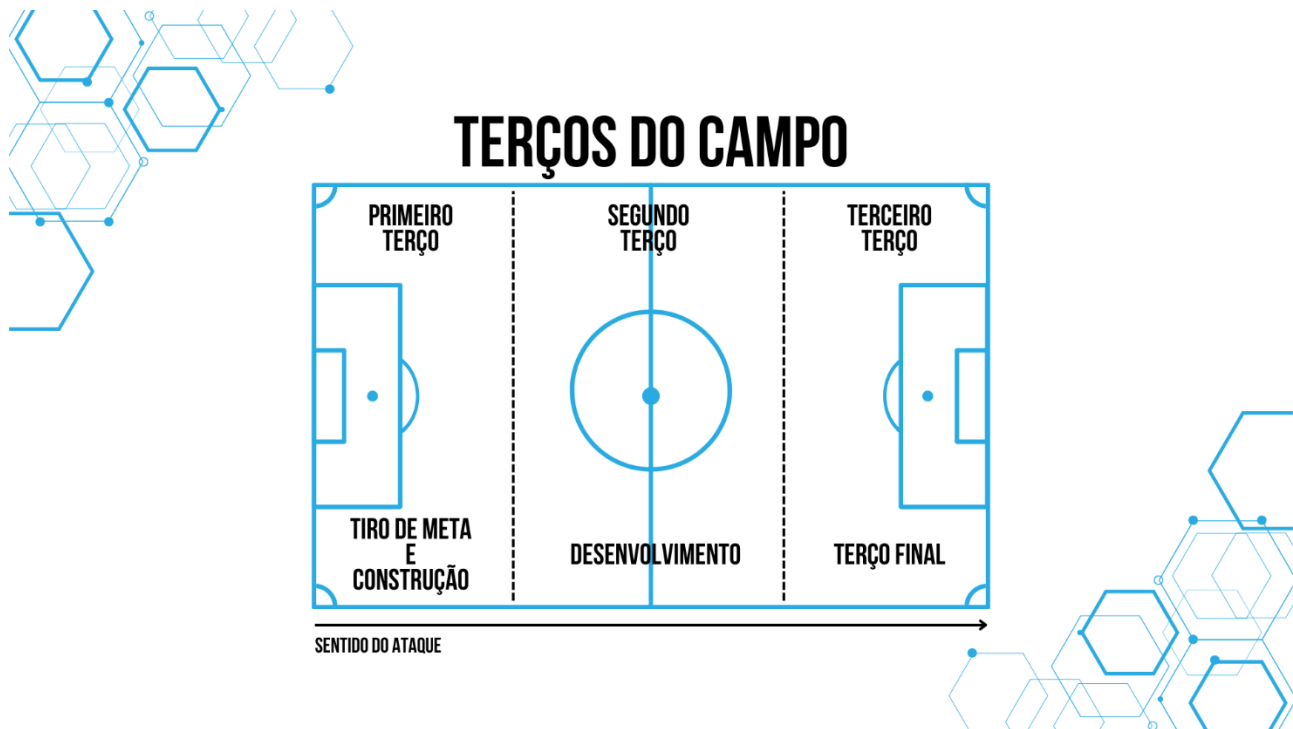 TERÇOS DO CAMPO
PRIMEIRO
TERÇO
SEGUNDO
TERÇO
TERCEIRO
TERÇO
TIRO DE META
E
CONSTRUÇÃO
DESENVOLVIMENTO
TERÇO FINAL
SENTIDO DO ATAQUE